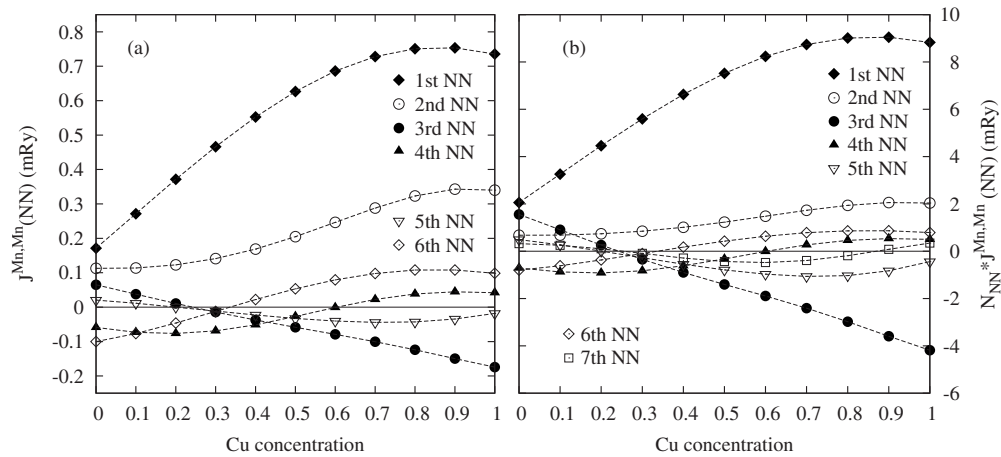 (a)
J^Mn,Mn(NN) (mRy)
0.8
0.7
0.6
0.5
0.4
0.3
0.2
0.1
0
-0.1
-0.2
1st NN
2nd NN
3rd NN
4th NN
5th NN
6th NN
0 0.1 0.2 0.3 0.4 0.5 0.6 0.7 0.8 0.9 1
Cu concentration
(b)
1st NN
2nd NN
3rd NN
4th NN
5th NN
6th NN
7th NN
10
8
6
4
2
0
-2
-4
-6
N_NN*J^Mn,Mn(NN) (mRy)
0 0.1 0.2 0.3 0.4 0.5 0.6 0.7 0.8 0.9 1
Cu concentration